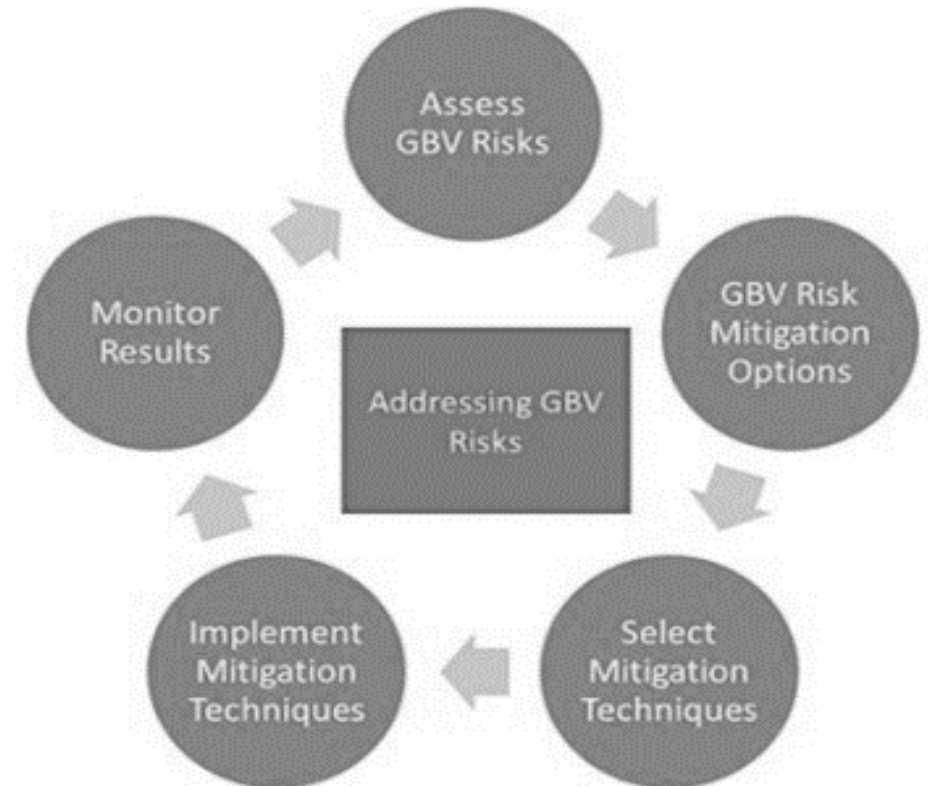 Assess
GBV Risks
GBV Risk
Mitigation
Options
Select
Mitigation
Techniques
Implement
Mitigation
Techniques
Monitor
Results
Addressing GBV
Risks